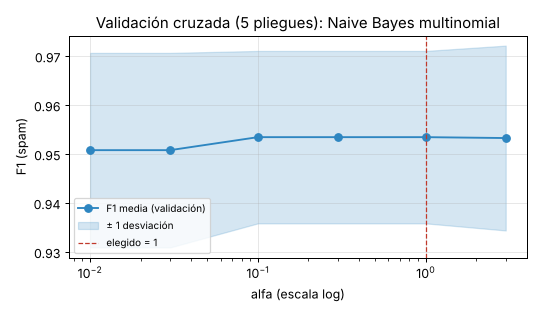 Validación cruzada (5 pliegues): Naive Bayes multinomial
F1 (spam)
0.97
0.96
0.95
0.94
0.93
F1 media (validación)
± 1 desviación
elegido = 1
10⁻² 10⁻¹ 10⁰
alfa (escala log)